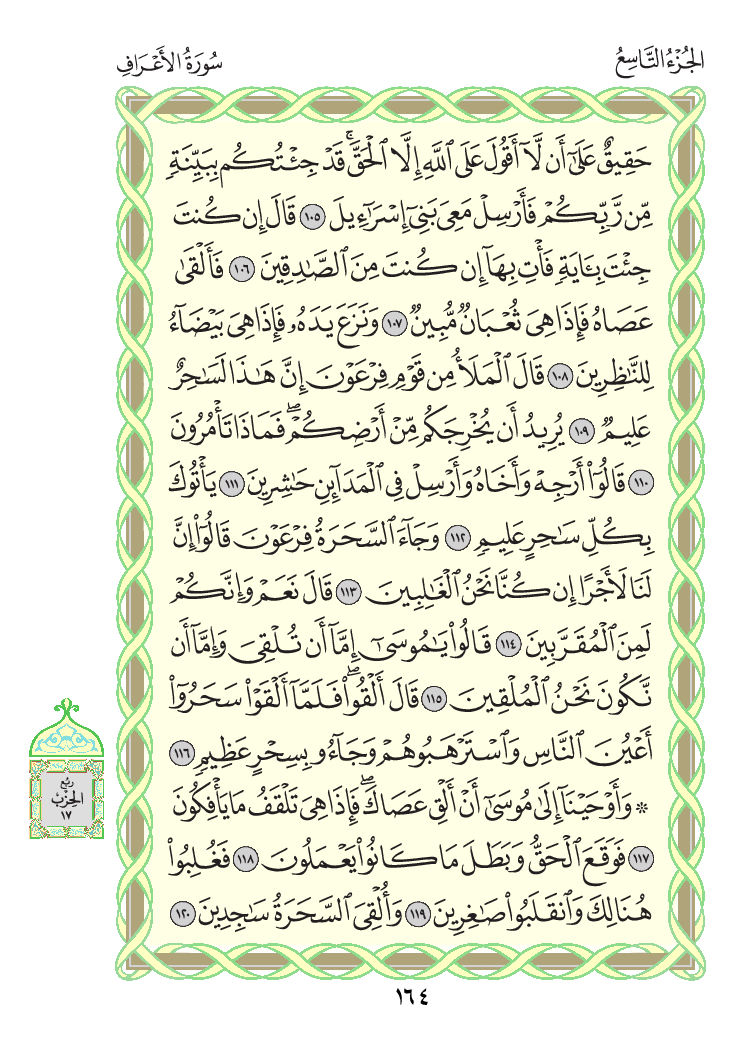 الجُزْءُ التَّاسِعُ
سُورَةُ الأَعْرَافِ
حَقِيقٌ عَلَىٰٓ أَن لَّآ أَقُولَ عَلَى ٱللَّهِ إِلَّا ٱلْحَقَّۚ قَدْ جِئْتُكُم بِبَيِّنَةٍ
مِّن رَّبِّكُمْ فَأَرْسِلْ مَعِىَ بَنِىٓ إِسْرَٰٓءِيلَ ١٠٥ قَالَ إِن كُنتَ
جِئْتَ بِـَٔايَةٍ فَأْتِ بِهَآ إِن كُنتَ مِنَ ٱلصَّٰدِقِينَ ١٠٦ فَأَلْقَىٰ
عَصَاهُ فَإِذَا هِىَ ثُعْبَانٌ مُّبِينٌ ١٠٧ وَنَزَعَ يَدَهُۥ فَإِذَا هِىَ بَيْضَآءُ
لِلنَّٰظِرِينَ ١٠٨ قَالَ ٱلْمَلَأُ مِن قَوْمِ فِرْعَوْنَ إِنَّ هَٰذَا لَسَٰحِرٌ
عَلِيمٌ ١٠٩ يُرِيدُ أَن يُخْرِجَكُم مِّنْ أَرْضِكُمْۖ فَمَاذَا تَأْمُرُونَ
١١٠ قَالُوٓا۟ أَرْجِهْ وَأَخَاهُ وَأَرْسِلْ فِى ٱلْمَدَآئِنِ حَٰشِرِينَ ١١١ يَأْتُوكَ
بِكُلِّ سَٰحِرٍ عَلِيمٍ ١١٢ وَجَآءَ ٱلسَّحَرَةُ فِرْعَوْنَ قَالُوٓا۟ إِنَّ
لَنَا لَأَجْرًا إِن كُنَّا نَحْنُ ٱلْغَٰلِبِينَ ١١٣ قَالَ نَعَمْ وَإِنَّكُمْ
لَمِنَ ٱلْمُقَرَّبِينَ ١١٤ قَالُوا۟ يَٰمُوسَىٰٓ إِمَّآ أَن تُلْقِىَ وَإِمَّآ أَن
نَّكُونَ نَحْنُ ٱلْمُلْقِينَ ١١٥ قَالَ أَلْقُوا۟ۖ فَلَمَّآ أَلْقَوْا۟ سَحَرُوٓا۟
أَعْيُنَ ٱلنَّاسِ وَٱسْتَرْهَبُوهُمْ وَجَآءُو بِسِحْرٍ عَظِيمٍ ١١٦
۞ وَأَوْحَيْنَآ إِلَىٰ مُوسَىٰٓ أَنْ أَلْقِ عَصَاكَۖ فَإِذَا هِىَ تَلْقَفُ مَا يَأْفِكُونَ
١١٧ فَوَقَعَ ٱلْحَقُّ وَبَطَلَ مَا كَانُوا۟ يَعْمَلُونَ ١١٨ فَغُلِبُوا۟
هُنَالِكَ وَٱنقَلَبُوا۟ صَٰغِرِينَ ١١٩ وَأُلْقِىَ ٱلسَّحَرَةُ سَٰجِدِينَ ١٢٠
رُبْع
الحِزْب
١٧
١٦٤